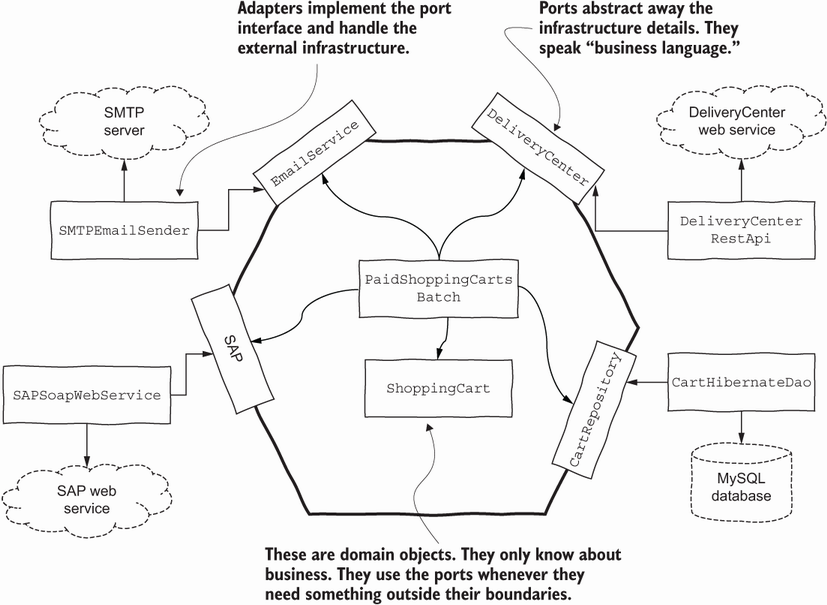 Adapters implement the port
interface and handle the
external infrastructure.
Ports abstract away the
infrastructure details. They
speak “business language.”
SMTP
server
EmailService
DeliveryCenter
DeliveryCenter
web service
SMTPEmailSender
DeliveryCenter
RestApi
PaidShoppingCarts
Batch
SAP
ShoppingCart
CartRepository
SAPSoapWebService
CartHibernateDao
SAP web
service
MySQL
database
These are domain objects. They only know about
business. They use the ports whenever they
need something outside their boundaries.